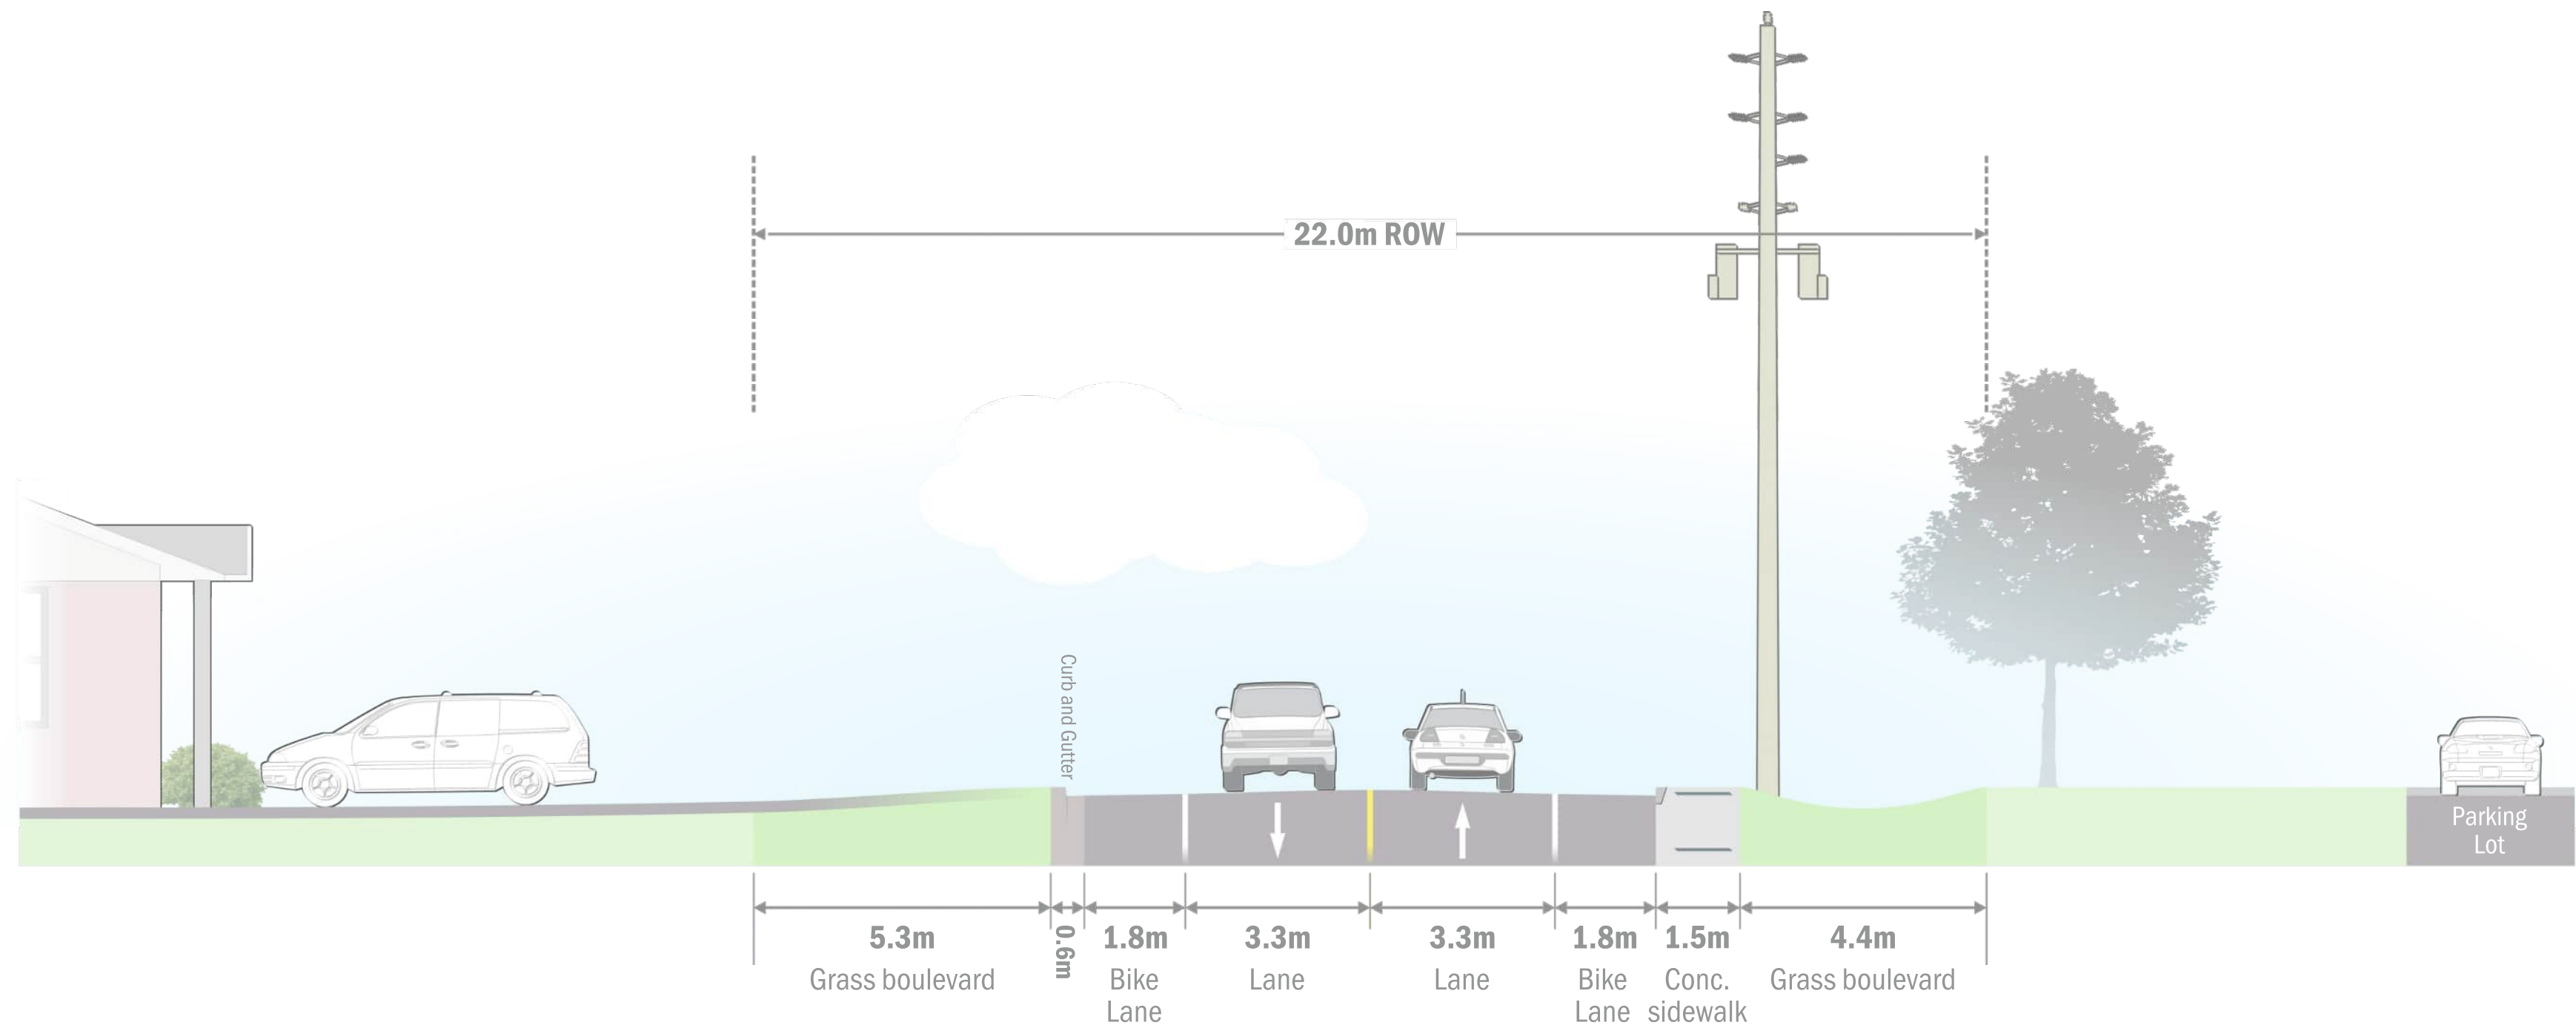 22.0m ROW
Curb and Gutter
Parking
Lot
5.3m
Grass boulevard
0.6m
1.8m
Bike
Lane
3.3m
Lane
3.3m
Lane
1.8m
Bike
Lane
1.5m
Conc.
sidewalk
4.4m
Grass boulevard